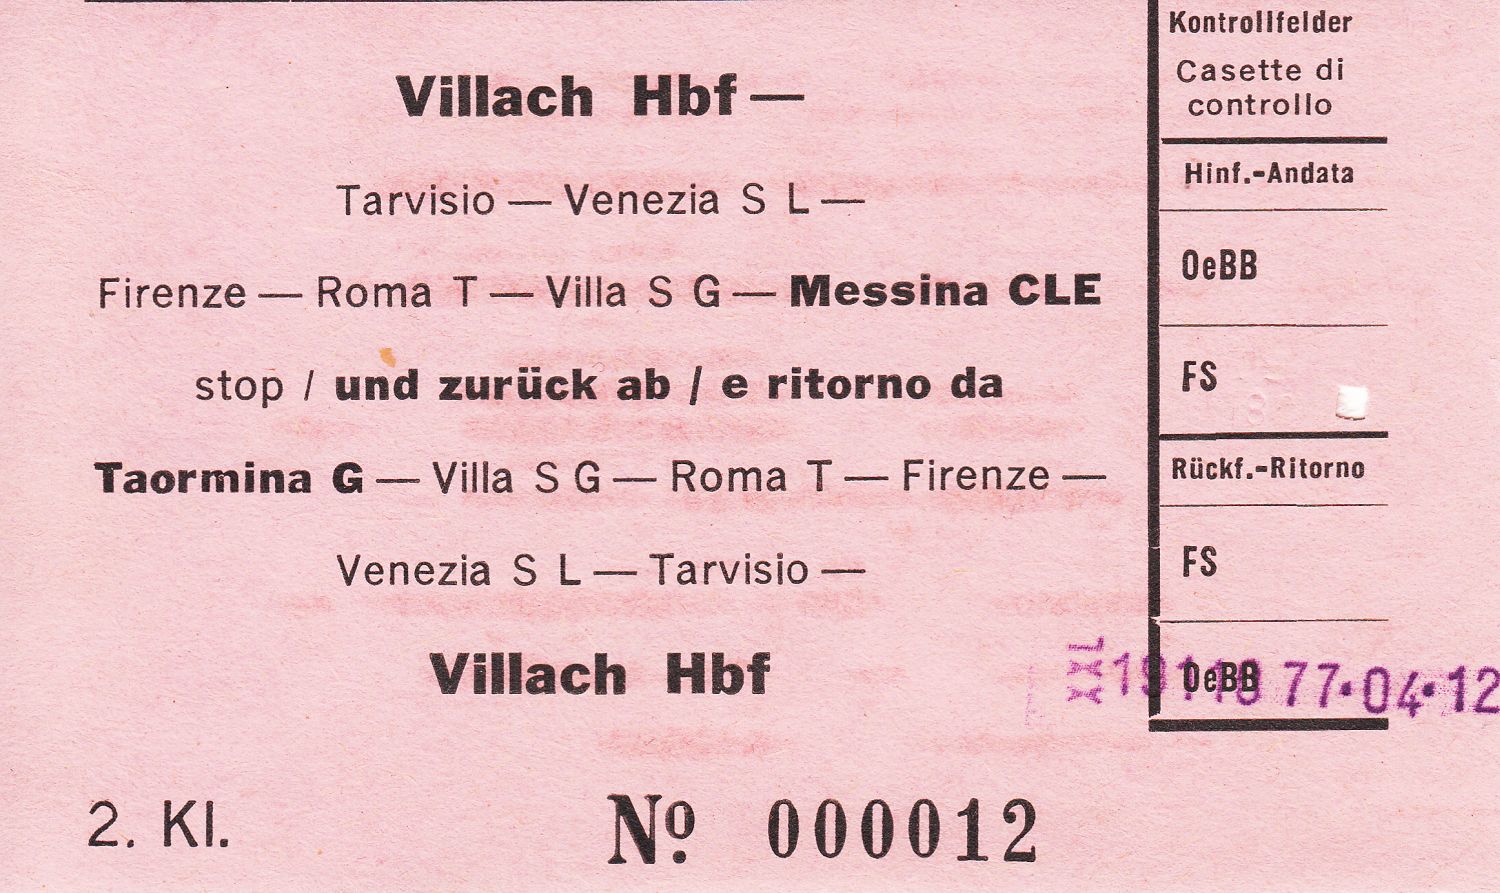 Villach Hbf —
Tarvisio — Venezia S L —
Firenze — Roma T — Villa S G — Messina CLE
stop / und zurück ab / e ritorno da
Taormina G — Villa S G — Roma T — Firenze —
Venezia S L — Tarvisio —
Villach Hbf
2. Kl.
Nº 000012
Kontrollfelder
Casette di
controllo
Hinf.-Andata
OeBB
FS
Rückf.-Ritorno
FS
OeBB
77·04·12